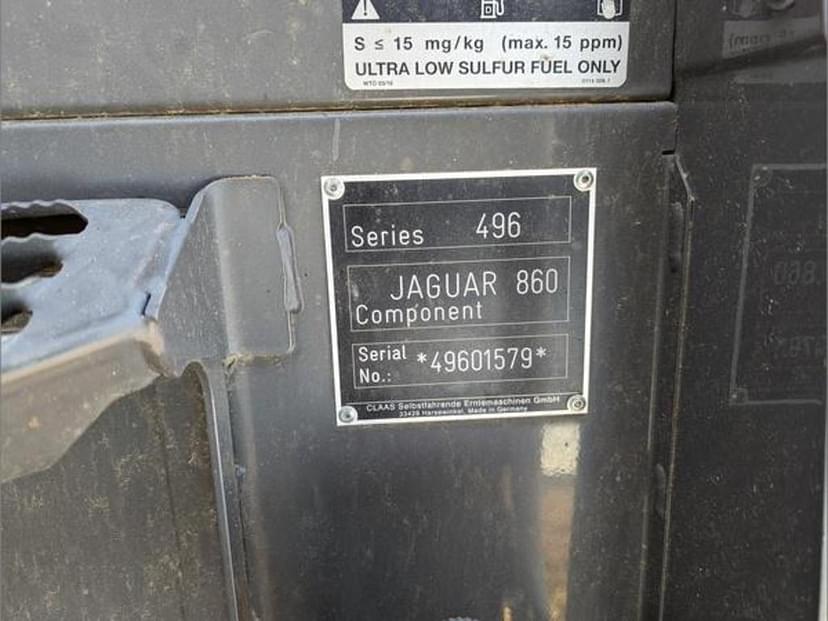 S ≤ 15 mg/kg (max. 15 ppm)
ULTRA LOW SULFUR FUEL ONLY
Series 496
JAGUAR 860
Component
Serial
No.: *49601579*
CLAAS Selbstfahrende Erntemaschinen GmbH
33428 Harsewinkel, Made in Germany